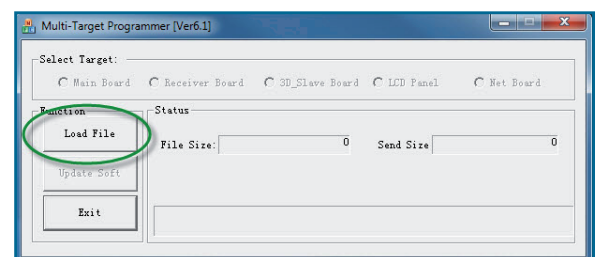 Multi-Target Programmer [Ver6.1]
Select Target:
Main Board Receiver Board 3D_Slave Board LCD Panel Net Board
Function
Status
Load File
File Size: 0 Send Size 0
Update Soft
Exit